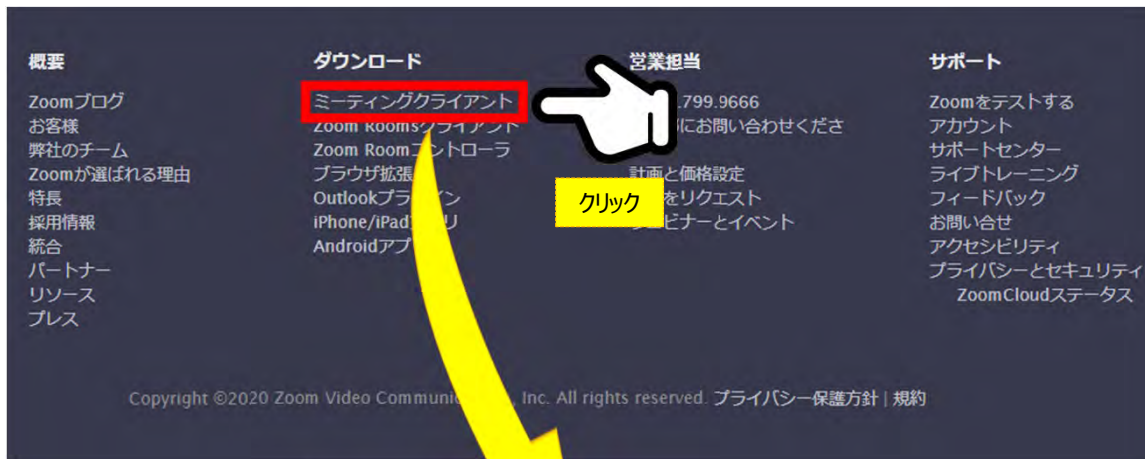 概要
Zoomブログ
お客様
弊社のチーム
Zoomが選ばれる理由
特長
採用情報
統合
パートナー
リソース
プレス
ダウンロード
ミーティングクライアント
Zoom Roomsクライアント
Zoom Roomコントローラ
ブラウザ拡張
Outlookプラ イン
iPhone/iPad リ
Androidアプ
営業担当
.799.9666
にお問い合わせくださ
計画と価格設定
をリクエスト
ビナーとイベント
クリック
サポート
Zoomをテストする
アカウント
サポートセンター
ライブトレーニング
フィードバック
お問い合せ
アクセシビリティ
プライバシーとセキュリティ
ZoomCloudステータス
Copyright ©2020 Zoom Video Communic , Inc. All rights reserved. プライバシー保護方針 | 規約